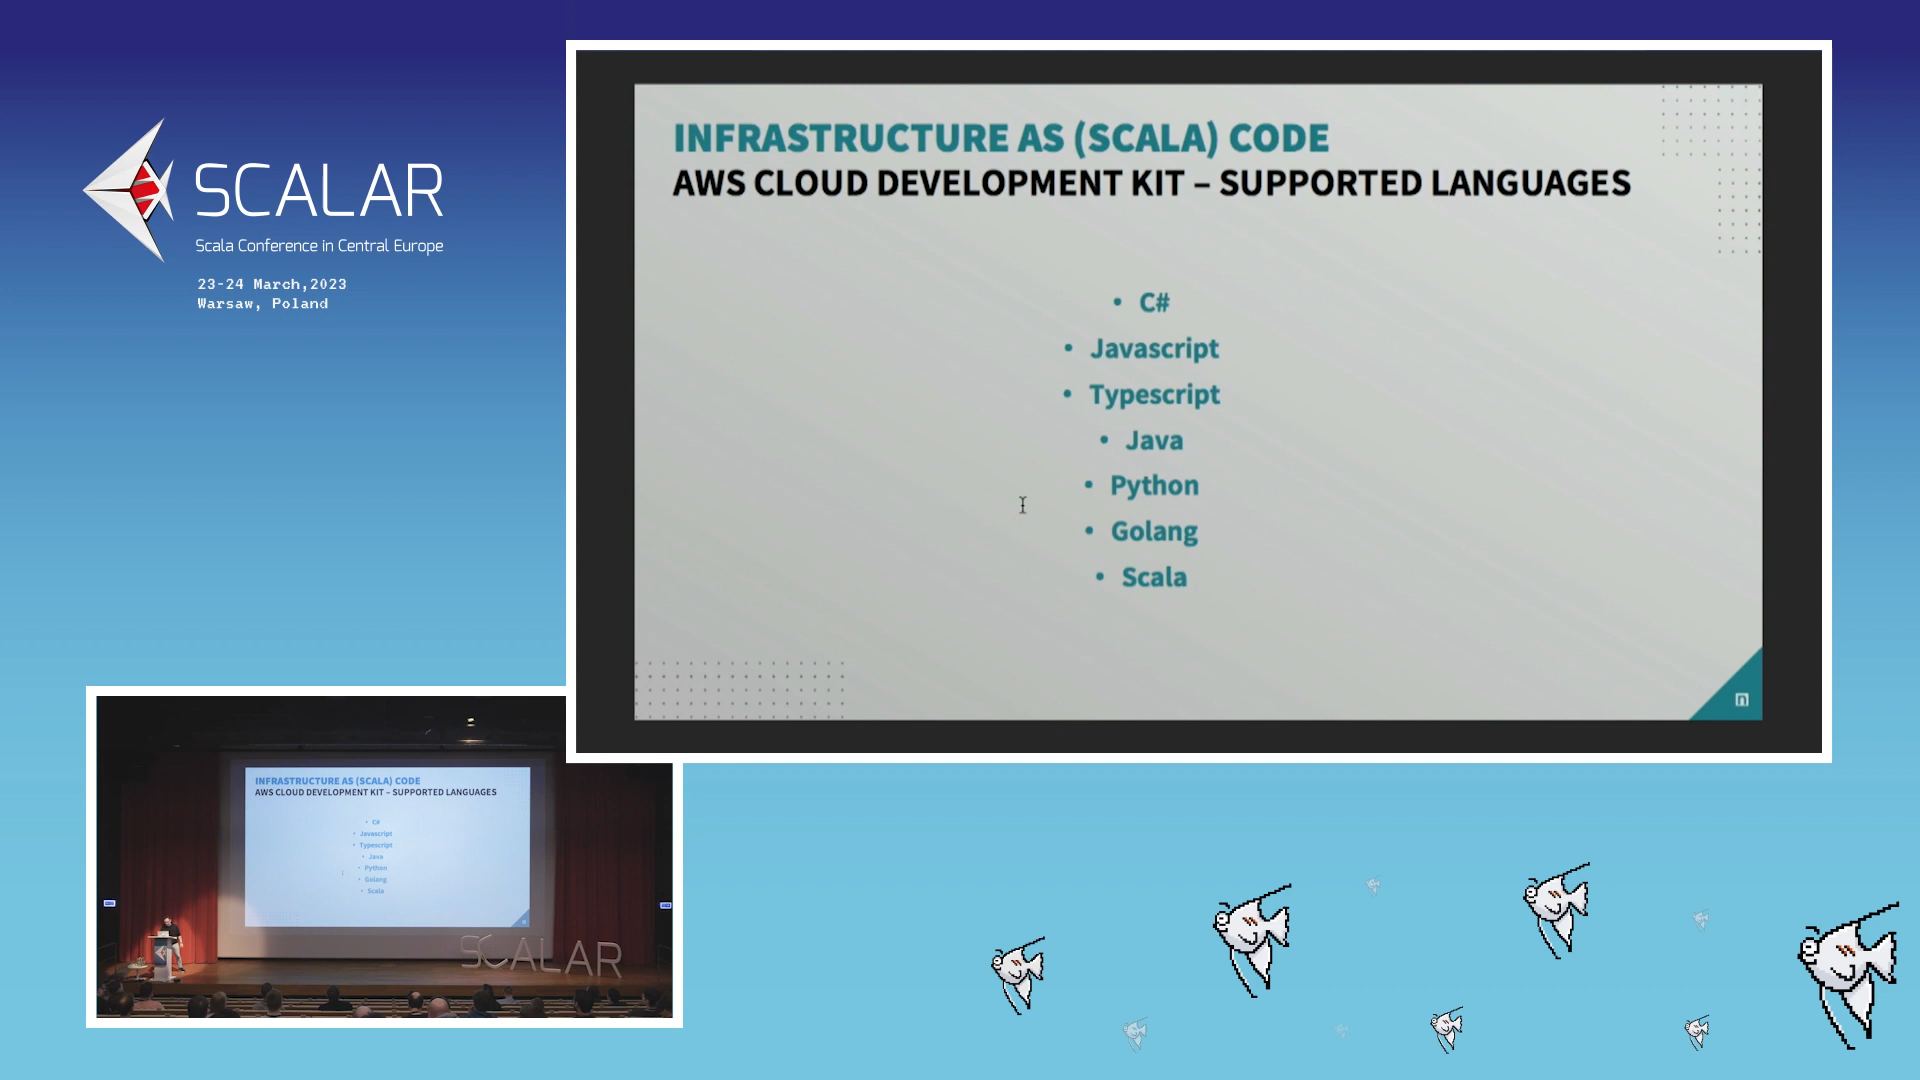 SCALAR
Scala Conference in Central Europe
23-24 March,2023
Warsaw, Poland
INFRASTRUCTURE AS (SCALA) CODE
AWS CLOUD DEVELOPMENT KIT – SUPPORTED LANGUAGES
• C#
• Javascript
• Typescript
• Java
• Python
• Golang
• Scala
n
INFRASTRUCTURE AS (SCALA) CODE
AWS CLOUD DEVELOPMENT KIT – SUPPORTED LANGUAGES
• C#
• Javascript
• Typescript
• Java
• Python
• Golang
• Scala
SCALAR